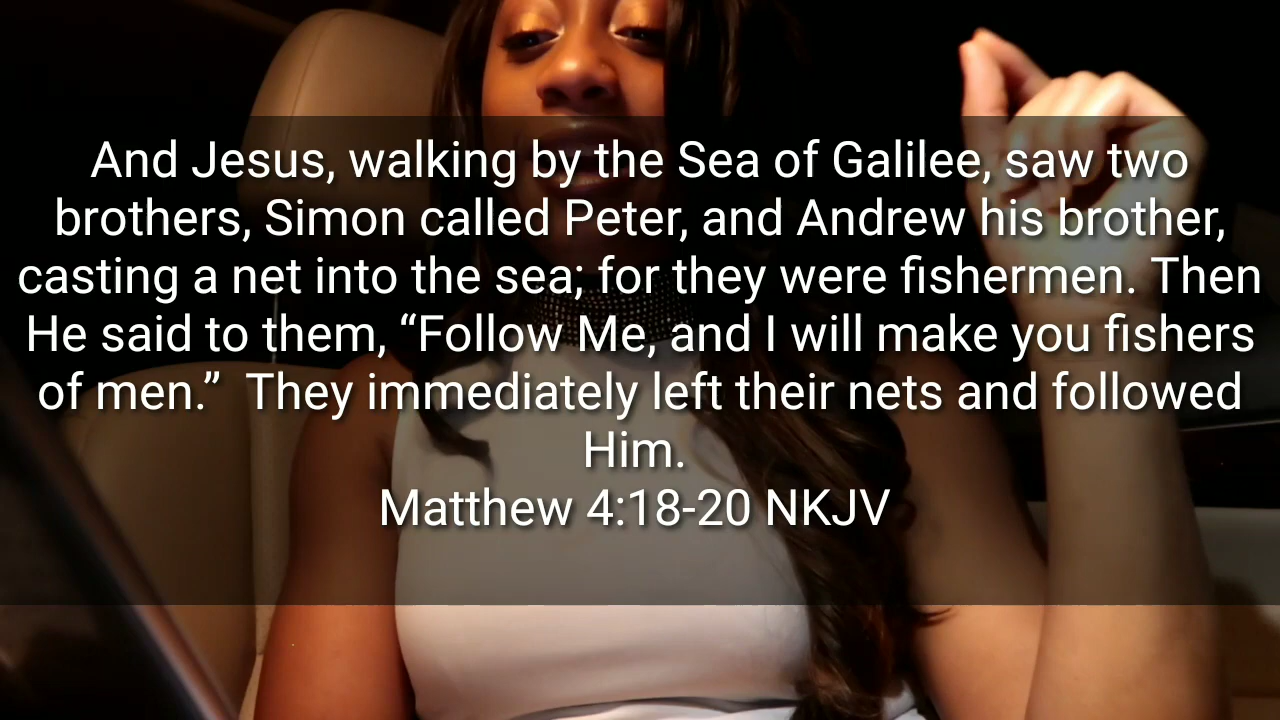 And Jesus, walking by the Sea of Galilee, saw two
brothers, Simon called Peter, and Andrew his brother,
casting a net into the sea; for they were fishermen. Then
He said to them, “Follow Me, and I will make you fishers
of men.”  They immediately left their nets and followed
Him.
Matthew 4:18-20 NKJV